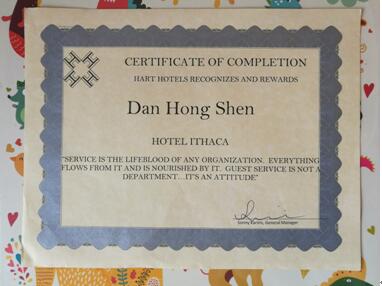 CERTIFICATE OF COMPLETION
HART HOTELS RECOGNIZES AND REWARDS
Dan Hong Shen
HOTEL ITHACA
"SERVICE IS THE LIFEBLOOD OF ANY ORGANIZATION. EVERYTHING
FLOWS FROM IT AND IS NOURISHED BY IT. GUEST SERVICE IS NOT A
DEPARTMENT...IT'S AN ATTITUDE"
General Manager